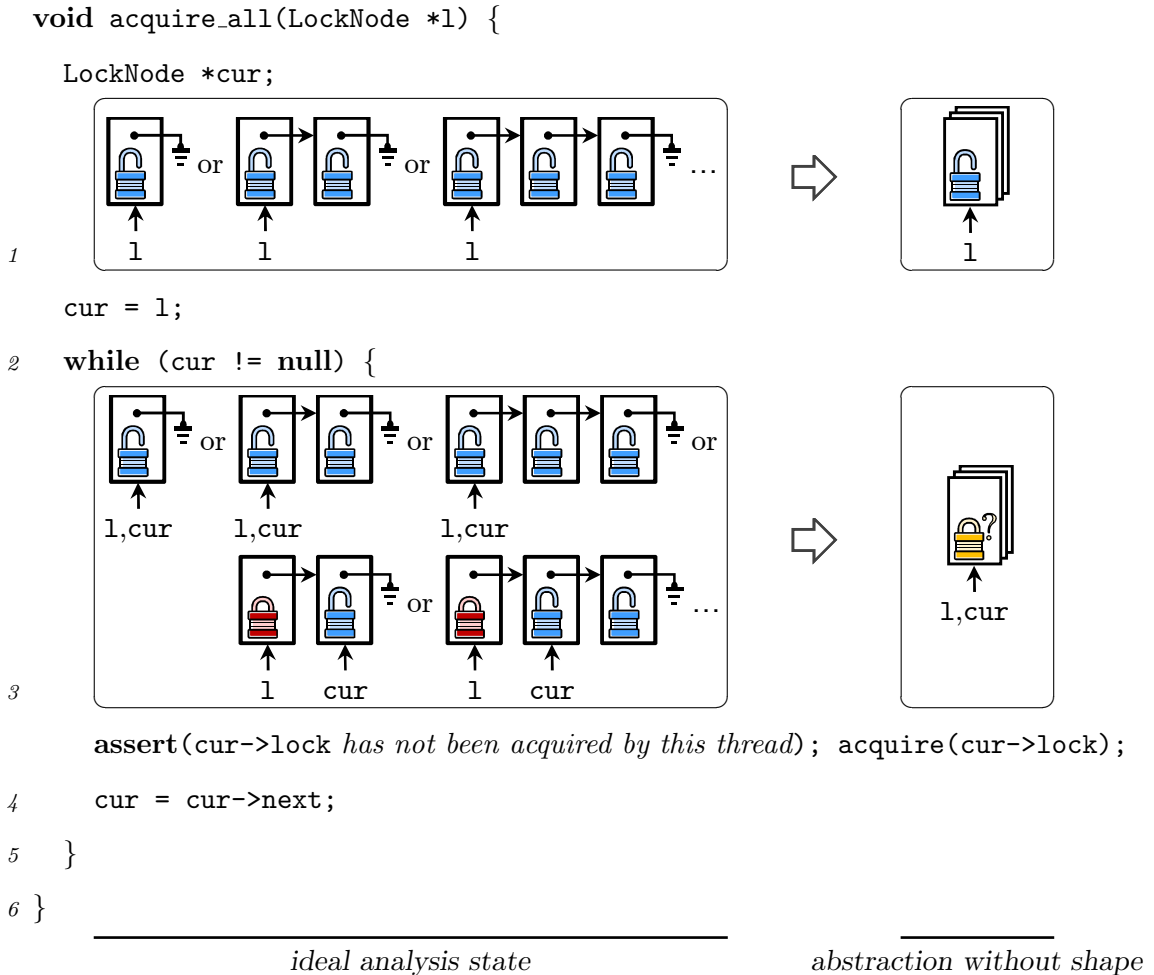 void acquire_all(LockNode *l) {
LockNode *cur;
or or ...
l l l l
1
cur = l;
2 while (cur != null) {
or or or
l,cur l,cur l,cur
? 
or ...
l,cur
l cur l cur
3
assert(cur->lock has not been acquired by this thread); acquire(cur->lock);
4 cur = cur->next;
5 }
6 }
ideal analysis state abstraction without shape